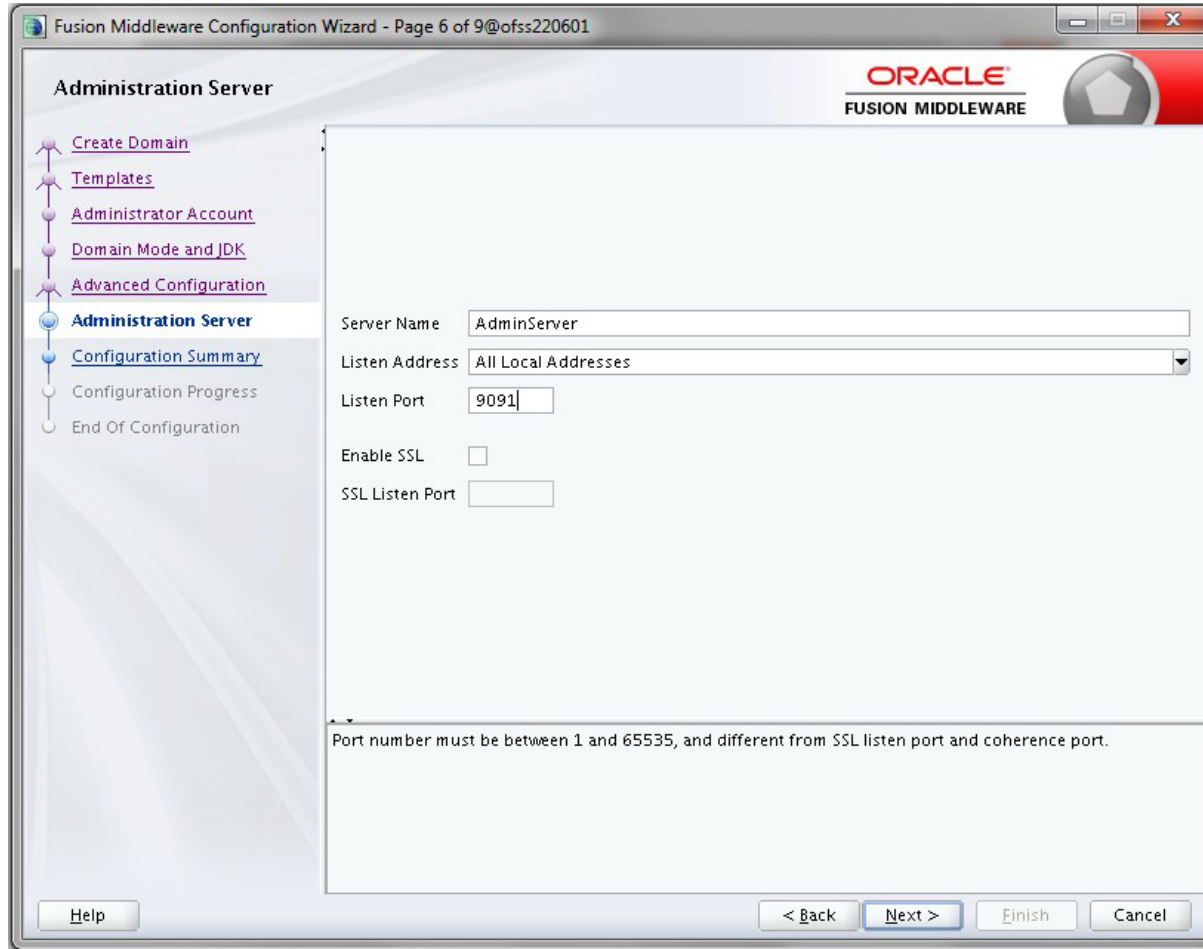 Fusion Middleware Configuration Wizard - Page 6 of 9@ofss220601
Administration Server
ORACLE
FUSION MIDDLEWARE
Create Domain
Templates
Administrator Account
Domain Mode and JDK
Advanced Configuration
Administration Server
Configuration Summary
Configuration Progress
End Of Configuration
Server Name AdminServer
Listen Address All Local Addresses
Listen Port 9091
Enable SSL
SSL Listen Port
Port number must be between 1 and 65535, and different from SSL listen port and coherence port.
Help < Back Next > Finish Cancel